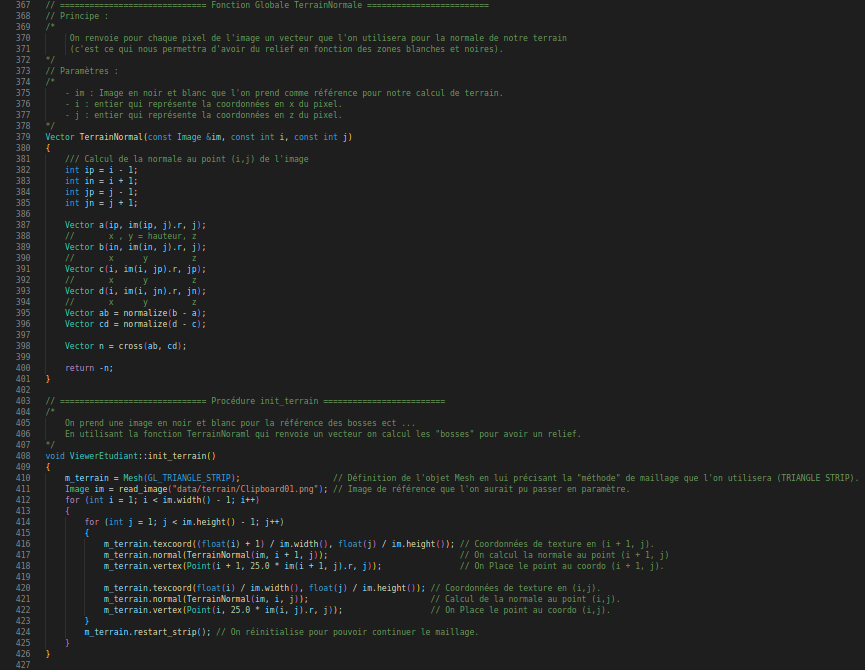 367 // ============================== Fonction Globale TerrainNormale =========================
368 // Principe :
369 /*
370 On renvoie pour chaque pixel de l'image un vecteur que l'on utilisera pour la normale de notre terrain
371 (c'est ce qui nous permettra d'avoir du relief en fonction des zones blanches et noires).
372 */
373 // Paramètres :
374 /*
375 - im : Image en noit et blanc que l'on prend comme référence pour notre calcul de terrain.
376 - i : entier qui représente la coordonnées en x du pixel.
377 - j : entier qui représente la coordonnées en z du pixel.
378 */
379 Vector TerrainNormal(const Image &im, const int i, const int j)
380 {
381 /// Calcul de la normale au point (i,j) de l'image
382 int ip = i - 1;
383 int in = i + 1;
384 int jp = j - 1;
385 int jn = j + 1;
386
387 Vector a(ip, im(ip, j).r, j);
388 // x , y = hauteur, z
389 Vector b(in, im(in, j).r, j);
390 // x y z
391 Vector c(i, im(i, jp).r, jp);
392 // x y z
393 Vector d(i, im(i, jn).r, jn);
394 // x y z
395 Vector ab = normalize(b - a);
396 Vector cd = normalize(d - c);
397
398 Vector n = cross(ab, cd);
399
400 return -n;
401 }
402
403 // ============================== Procédure init_terrain =========================
404 /*
405 On prend une image en noir et blanc pour la référence des bosses ect ...
406 En utilisant la fonction TerrainNoraml qui renvoie un vecteur on calcul les "bosses" pour avoir un relief.
407 */
408 void ViewerEtudiant::init_terrain()
409 {
410 m_terrain = Mesh(GL_TRIANGLE_STRIP); // Définition de l'objet Mesh en lui précisant la "méthode" de maillage que l'on utilisera (TRIANGLE STRIP).
411 Image im = read_image("data/terrain/Clipboard01.png"); // Image de référence que l'on aurait pu passer en paramètre.
412 for (int i = 1; i < im.width() - 1; i++)
413 {
414 for (int j = 1; j < im.height() - 1; j++)
415 {
416 m_terrain.texcoord((float(i) + 1) / im.width(), float(j) / im.height()); // Coordonnées de texture en (i + 1, j).
417 m_terrain.normal(TerrainNormal(im, i + 1, j)); // On calcul la normale au point (i + 1, j)
418 m_terrain.vertex(Point(i + 1, 25.0 * im(i + 1, j).r, j)); // On Place le point au coordo (i + 1, j).
419
420 m_terrain.texcoord(float(i) / im.width(), float(j) / im.height()); // Coordonnées de texture en (i,j).
421 m_terrain.normal(TerrainNormal(im, i, j)); // Calcul de la normale au point (i,j).
422 m_terrain.vertex(Point(i, 25.0 * im(i, j).r, j)); // On Place le point au coordo (i,j).
423 }
424 m_terrain.restart_strip(); // On réinitialise pour pouvoir continuer le maillage.
425 }
426 }
427